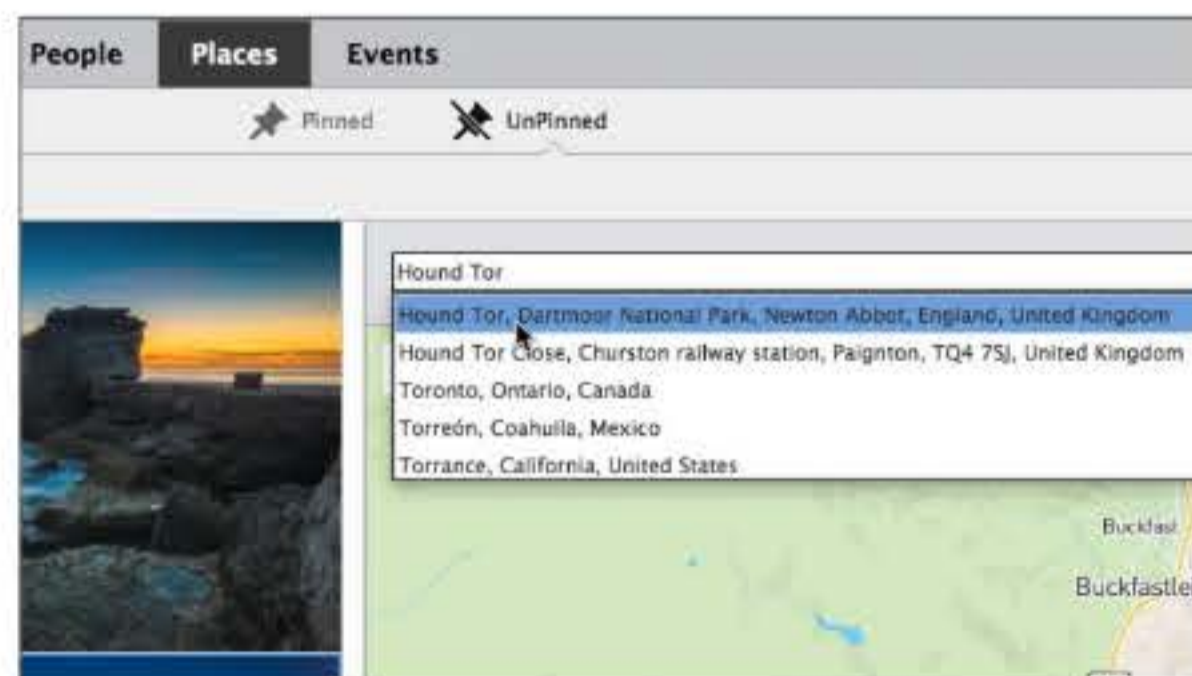 People Places Events
Pinned UnPinned
Hound Tor
Hound Tor, Dartmoor National Park, Newton Abbot, England, United Kingdom
Hound Tor Close, Churston railway station, Paignton, TQ4 7SJ, United Kingdom
Toronto, Ontario, Canada
Torreón, Coahuila, Mexico
Torrance, California, United States
Buckfast
Buckfastle